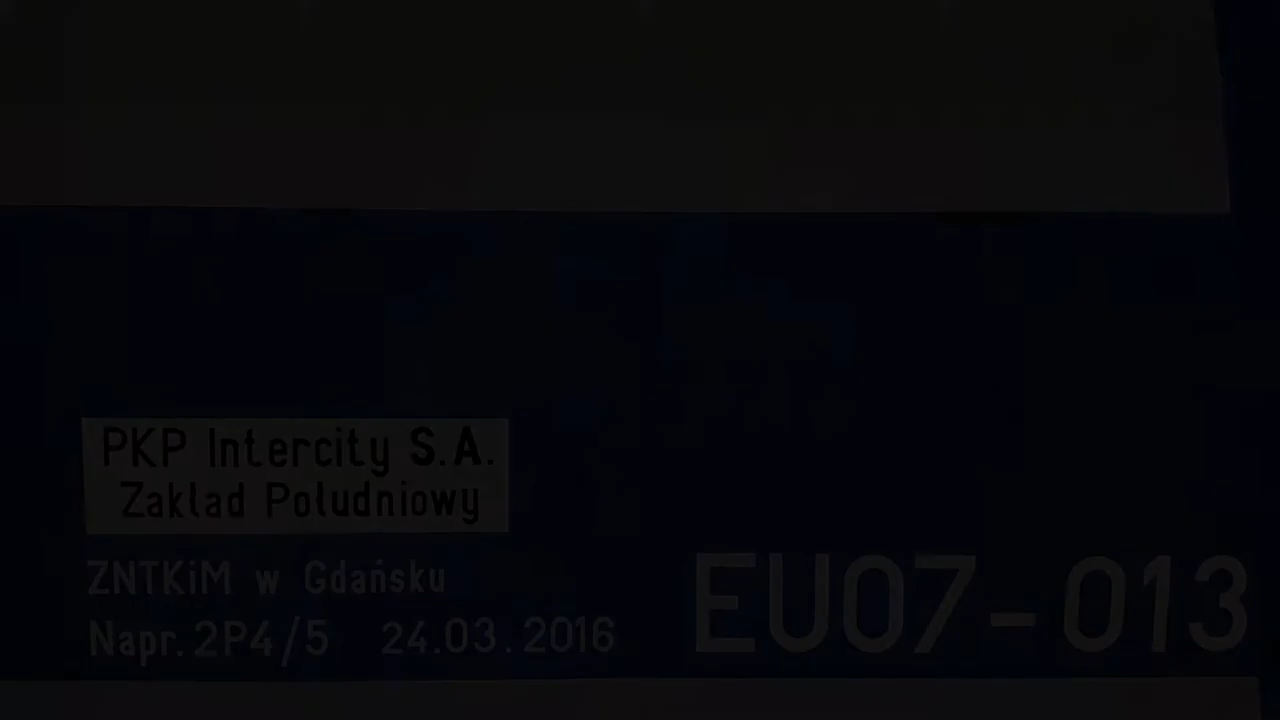 PKP Intercity S.A.
Zakład Południowy
ZNTKiM w Gdańsku
Napr. 2P4/5 24.03.2016
EU07-013